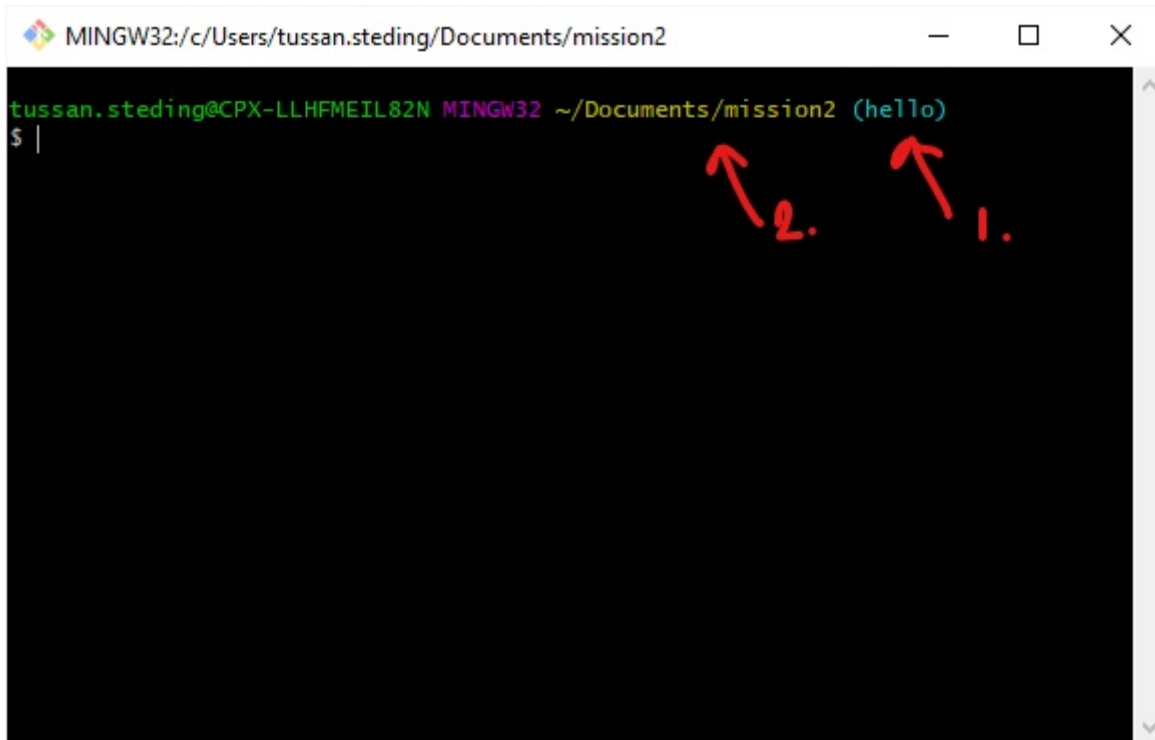 MINGW32:/c/Users/tussan.steding/Documents/mission2
tussan.steding@CPX-LLHFMEIL82N MINGW32 ~/Documents/mission2 (hello)
$
2.
1.